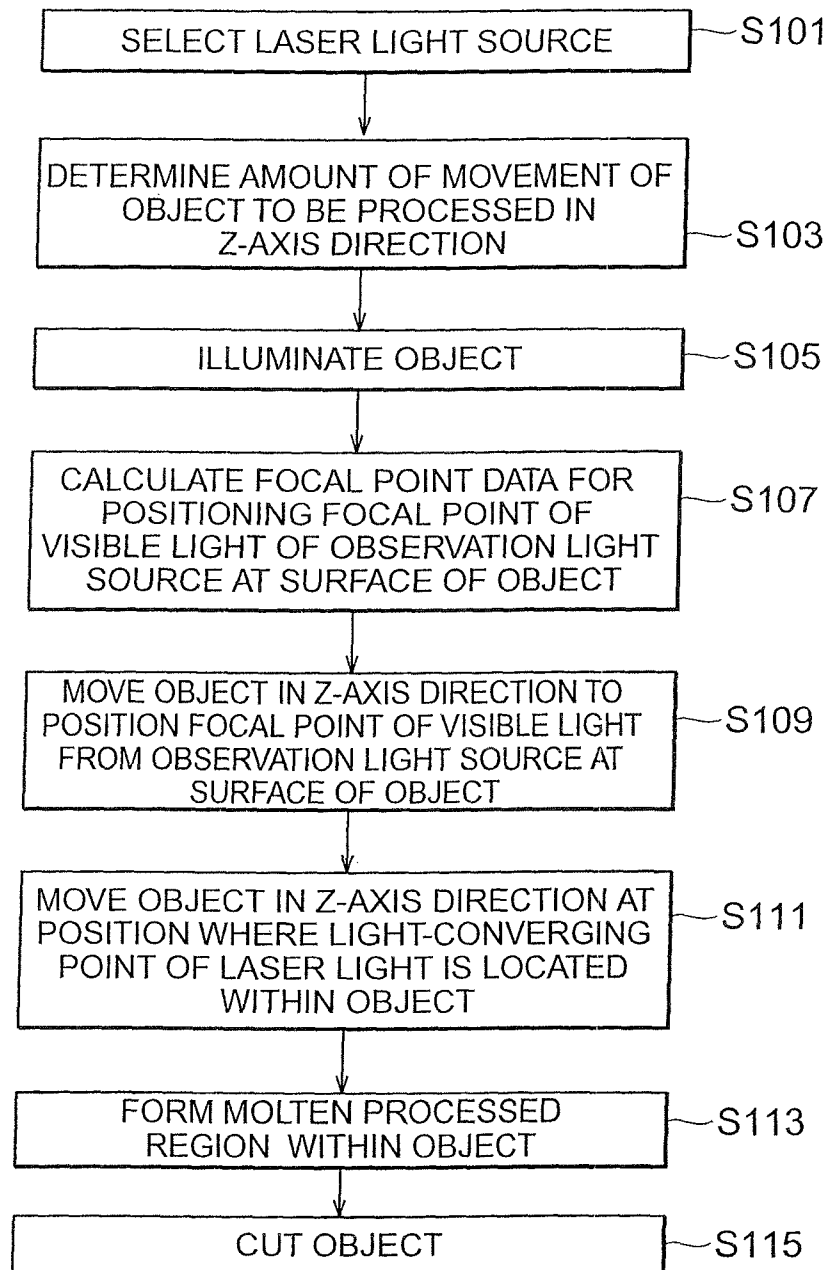 SELECT LASER LIGHT SOURCE
S101
DETERMINE AMOUNT OF MOVEMENT OF
OBJECT TO BE PROCESSED IN
Z-AXIS DIRECTION
S103
ILLUMINATE OBJECT
S105
CALCULATE FOCAL POINT DATA FOR
POSITIONING FOCAL POINT OF
VISIBLE LIGHT OF OBSERVATION LIGHT
SOURCE AT SURFACE OF OBJECT
S107
MOVE OBJECT IN Z-AXIS DIRECTION TO
POSITION FOCAL POINT OF VISIBLE LIGHT
FROM OBSERVATION LIGHT SOURCE AT
SURFACE OF OBJECT
S109
MOVE OBJECT IN Z-AXIS DIRECTION AT
POSITION WHERE LIGHT-CONVERGING
POINT OF LASER LIGHT IS LOCATED
WITHIN OBJECT
S111
FORM MOLTEN PROCESSED
REGION WITHIN OBJECT
S113
CUT OBJECT
S115